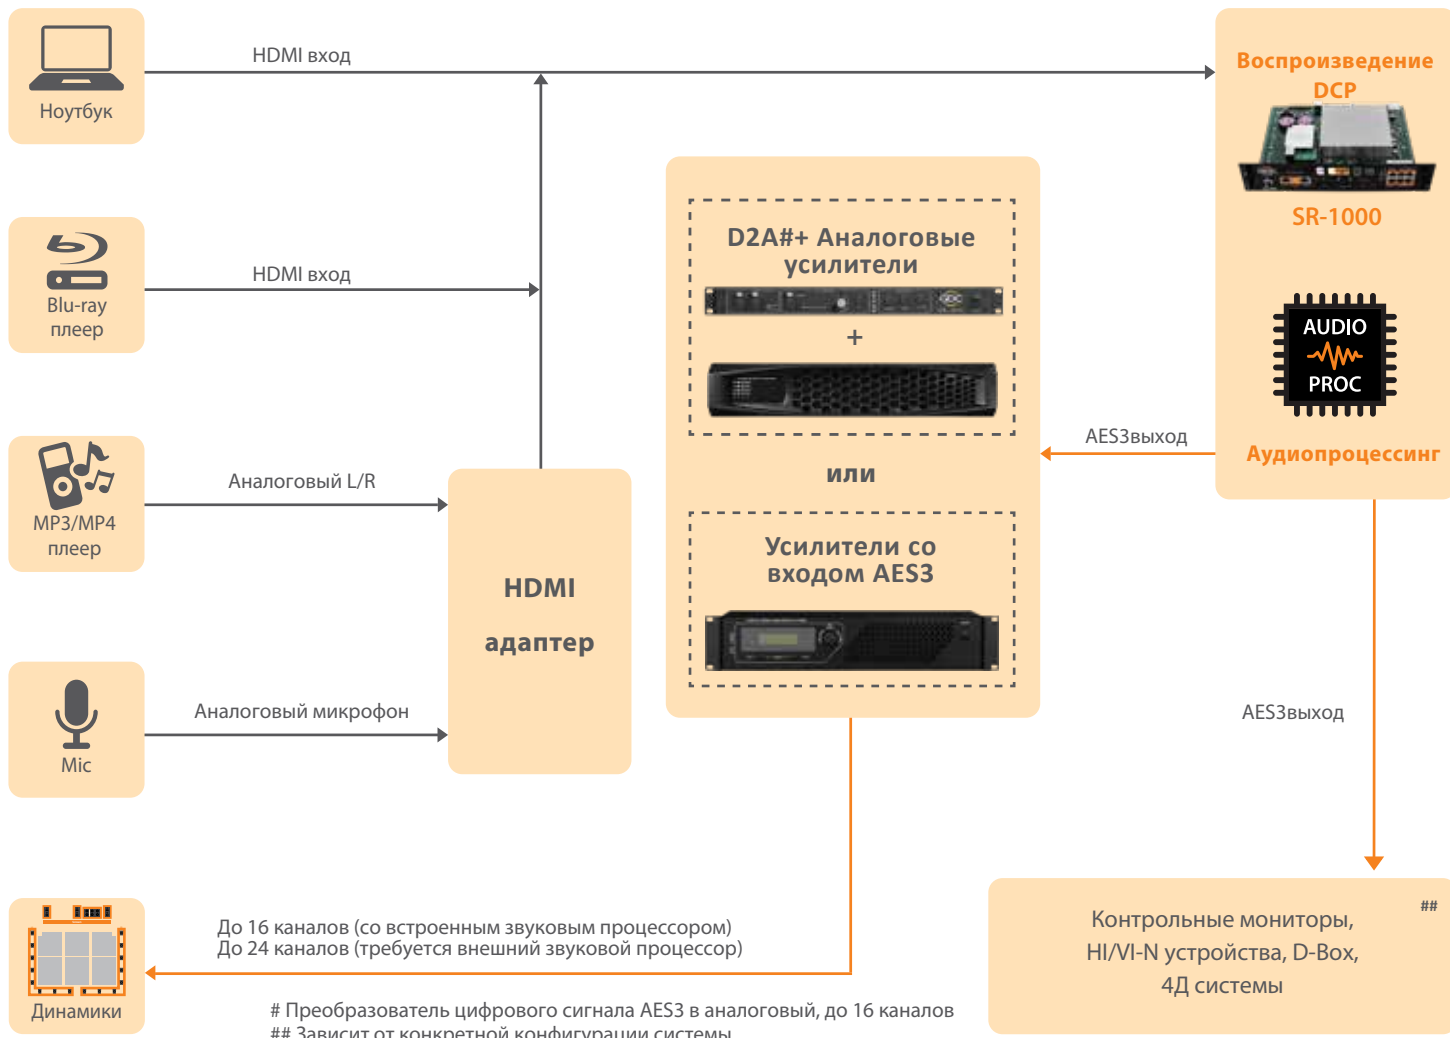 Ноутбук
HDMI вход
Blu-ray
плеер
HDMI вход
MP3/MP4
плеер
Аналоговый L/R
Mic
Аналоговый микрофон
HDMI
адаптер
D2A#+ Аналоговые
усилители
+
или
Усилители со
входом AES3
Воспроизведение
DCP
SR-1000
AUDIO
PROC
Аудиопроцессинг
AES3выход
AES3выход
Динамики
До 16 каналов (со встроенным звуковым процессором)
До 24 каналов (требуется внешний звуковой процессор)
##
Контрольные мониторы,
HI/VI-N устройства, D-Box,
4Д системы
# Преобразователь цифрового сигнала AES3 в аналоговый, до 16 каналов
## Зависит от конкретной конфигурации системы